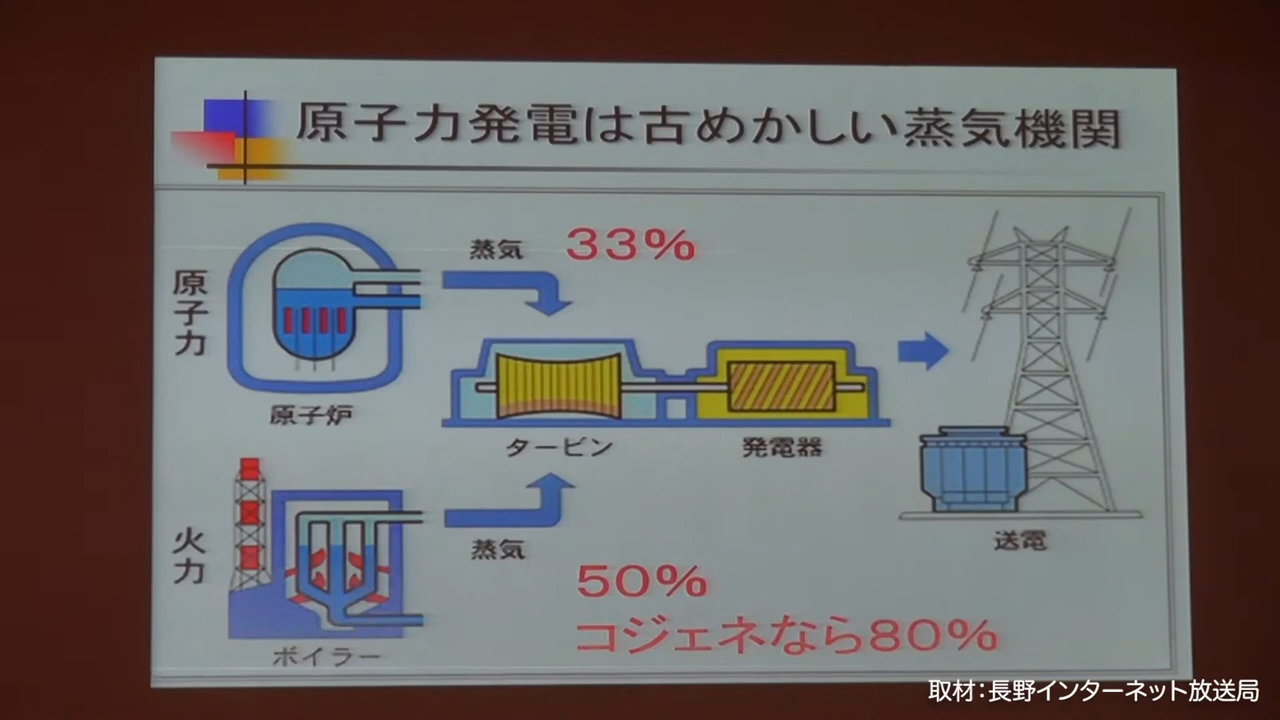 原子力発電は古めかしい蒸気機関
原子力
蒸気 33%
原子炉
タービン
発電器
火力
蒸気
送電
50%
コジェネなら80%
ボイラー
取材：長野インターネット放送局